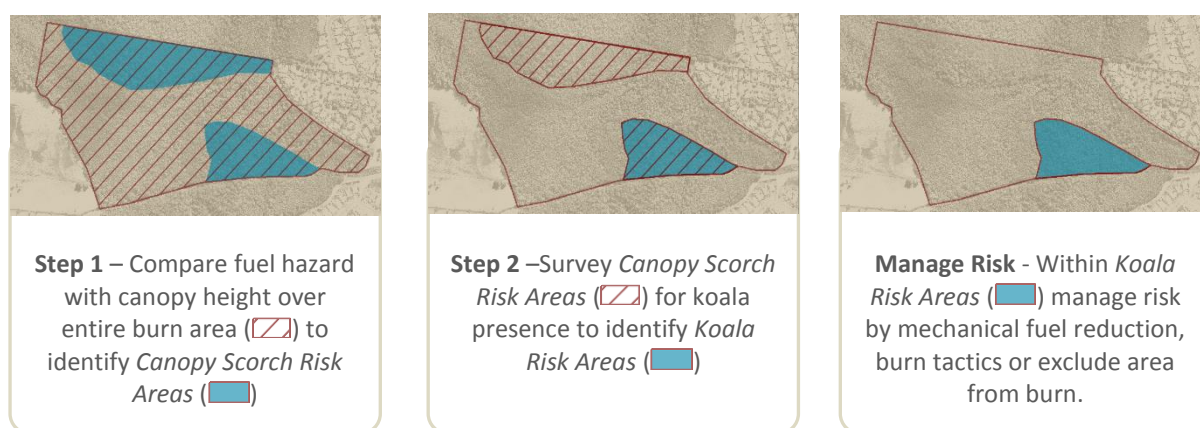 Step 1 – Compare fuel hazard
with canopy height over
entire burn area () to
identify Canopy Scorch Risk
Areas ()
Step 2 –Survey Canopy Scorch
Risk Areas () for koala
presence to identify Koala
Risk Areas ()
Manage Risk - Within Koala
Risk Areas () manage risk
by mechanical fuel reduction,
burn tactics or exclude area
from burn.